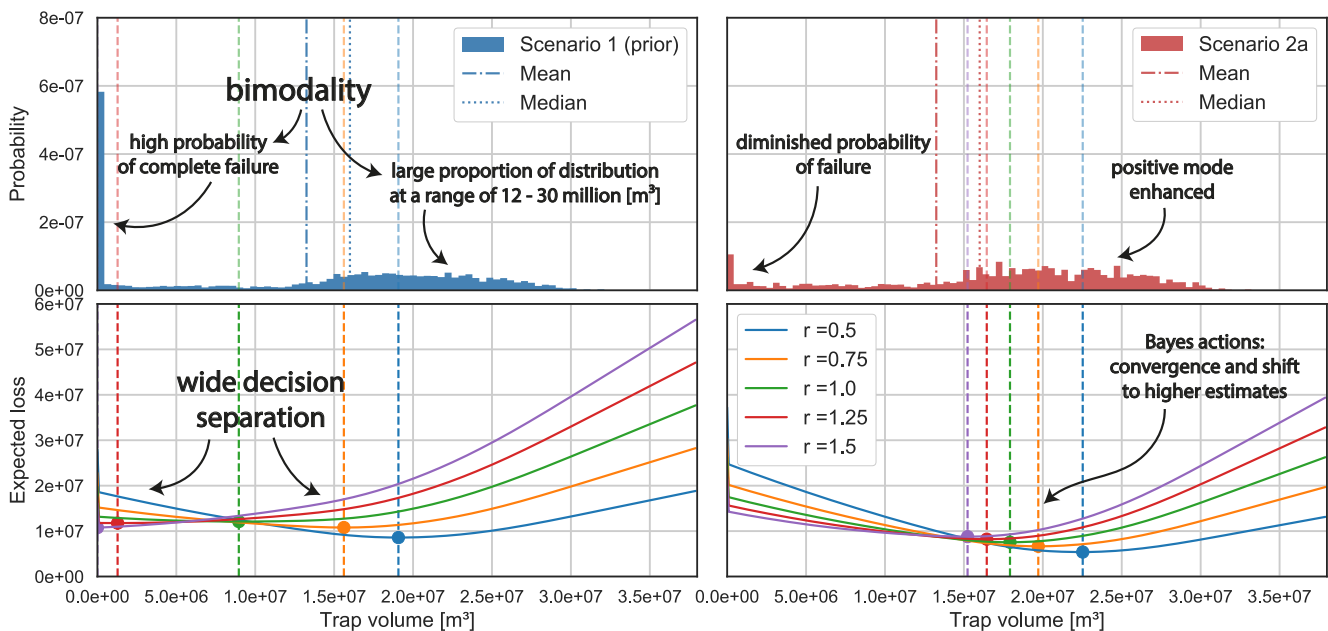 8e-07
6e-07
4e-07
2e-07
0e+00
Probability
Scenario 1 (prior)
Mean
Median
bimodality
high probability
of complete failure
large proportion of distribution
at a range of 12 - 30 million [m³]
Scenario 2a
Mean
Median
diminished probability
of failure
positive mode
enhanced
6e+07
5e+07
4e+07
3e+07
2e+07
1e+07
0e+00
Expected loss
wide decision
separation
0.0e+00 5.0e+06 1.0e+07 1.5e+07 2.0e+07 2.5e+07 3.0e+07 3.5e+07
Trap volume [m³]
r =0.5
r =0.75
r =1.0
r =1.25
r =1.5
Bayes actions:
convergence and shift
to higher estimates
0.0e+00 5.0e+06 1.0e+07 1.5e+07 2.0e+07 2.5e+07 3.0e+07 3.5e+07
Trap volume [m³]